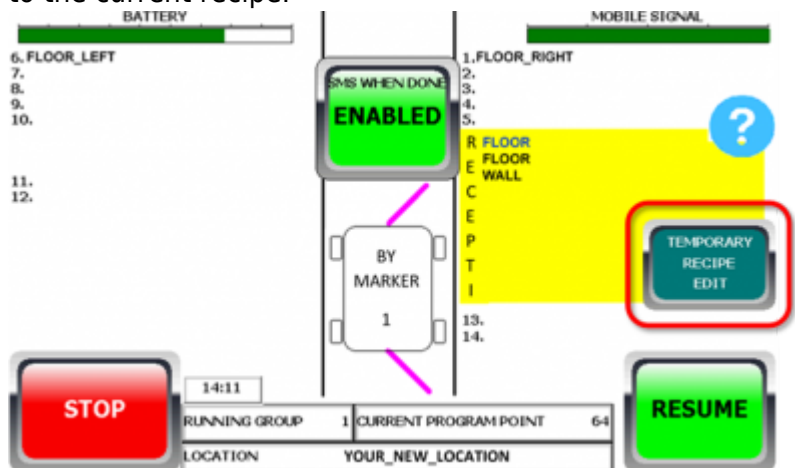 to the current recipe.
BATTERY
MOBILE SIGNAL
6. FLOOR_LEFT
7.
8.
9.
10.
11.
12.
SMS WHEN DONE
ENABLED
1.FLOOR_RIGHT
2.
3.
4.
5.
?
R FLOOR
E FLOOR
WALL
C
E
P
T
I
TEMPORARY
RECIPE
EDIT
BY
MARKER
1
13.
14.
STOP
14:11
RESUME
RUNNING GROUP 1 CURRENT PROGRAM POINT 64
LOCATION YOUR_NEW_LOCATION